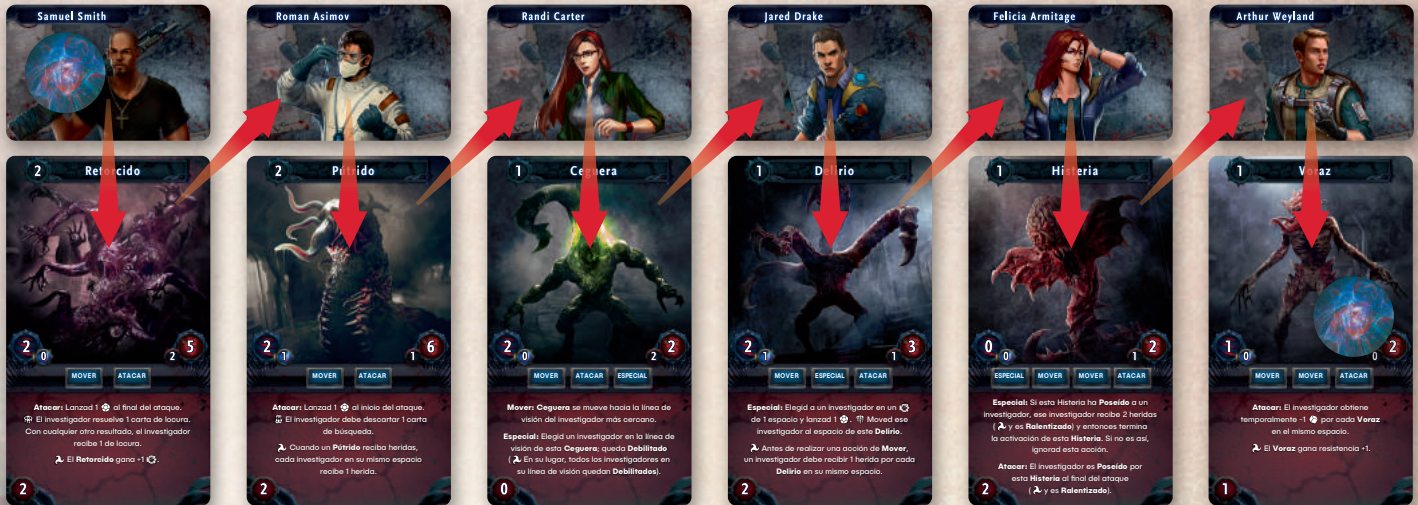 Samuel Smith
Roman Asimov
Randi Carter
Jared Drake
Felicia Armitage
Arthur Weyland
2
Retorcido
2 0
2 5
MOVER ATACAR
Atacar: Lanzad 1 al final del ataque.
El investigador resuelve 1 carta de locura.
Con cualquier otro resultado, el investigador
recibe 1 de locura.
El Retorcido gana +1
2
2
Pútrido
2 1
1 6
MOVER ATACAR
Atacar: Lanzad 1 al inicio del ataque.
El investigador debe descartar 1 carta
de búsqueda.
Cuando un Pútrido reciba heridas,
cada investigador en su mismo espacio
recibe 1 herida.
2
1
Ceguera
2 0
2 2
MOVER ATACAR ESPECIAL
Mover: Ceguera se mueve hacia la línea de
visión del investigador más cercano.
Especial: Elegid un investigador en la línea de
visión de esta Ceguera; queda Debilitado
( En su lugar, todos los investigadores en
su línea de visión quedan Debilitados).
0
1
Delirio
2 1
1 3
MOVER ESPECIAL ATACAR
Especial: Elegid a un investigador en un
de 1 espacio y lanzad 1 . Moved ese
investigador al espacio de este Delirio.
Antes de realizar una acción de Mover,
un investigador debe recibir 1 herida por cada
Delirio en su mismo espacio.
2
1
Histeria
0 0
1 2
ESPECIAL MOVER MOVER ATACAR
Especial: Si esta Histeria ha Poseído a un
investigador, ese investigador recibe 2 heridas
( y es Ralentizado) y entonces termina
la activación de esta Histeria. Si no es así,
ignorad esta acción.
Atacar: El investigador es Poseído por
esta Histeria al final del ataque
( y es Ralentizado).
2
1
Voraz
1 0
0 2
MOVER MOVER ATACAR
Atacar: El investigador obtiene
temporalmente -1 por cada Voraz
en el mismo espacio.
El Voraz gana resistencia +1.
1